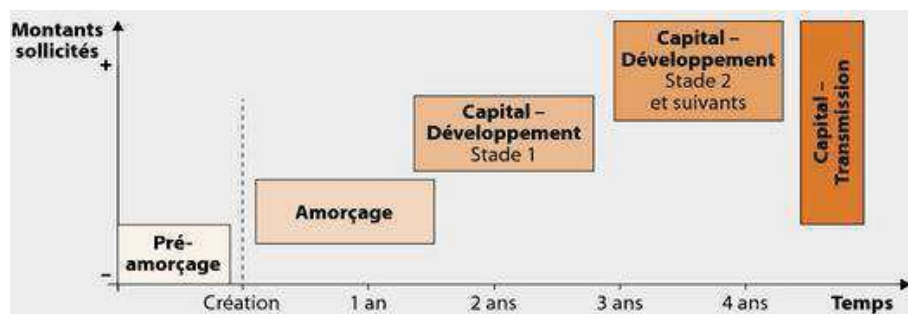 Montants
sollicités
+
–
Pré-
amorçage
Amorçage
Capital –
Développement
Stade 1
Capital –
Développement
Stade 2
et suivants
Capital –
Transmission
Création
1 an
2 ans
3 ans
4 ans
Temps